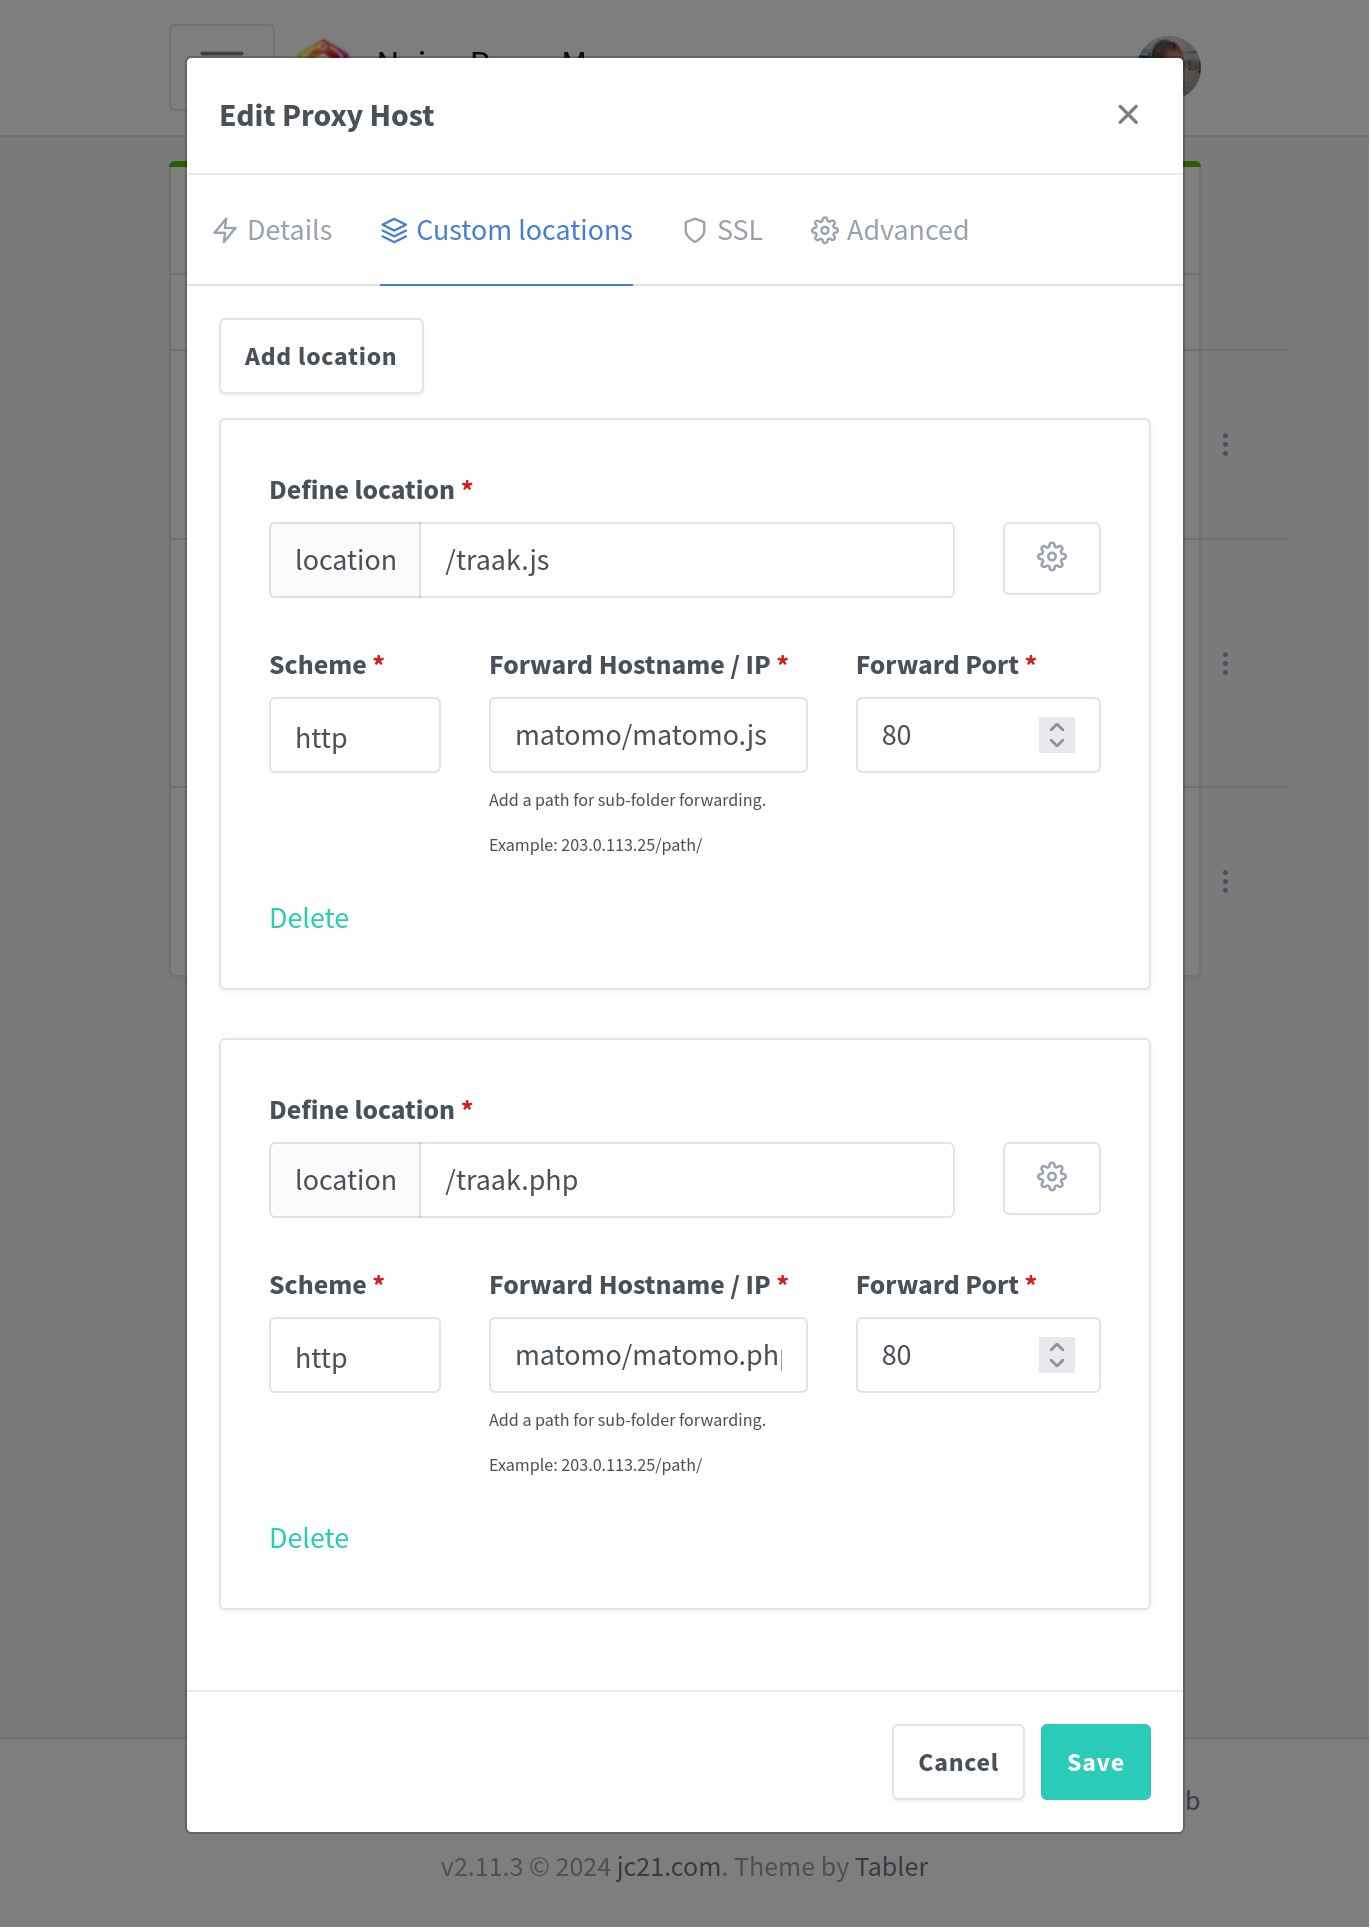 Edit Proxy Host
Details Custom locations SSL Advanced
Add location
Define location *
location /traak.js
Scheme * Forward Hostname / IP * Forward Port *
http matomo/matomo.js 80
Add a path for sub-folder forwarding.
Example: 203.0.113.25/path/
Delete
Define location *
location /traak.php
Scheme * Forward Hostname / IP * Forward Port *
http matomo/matomo.php 80
Add a path for sub-folder forwarding.
Example: 203.0.113.25/path/
Delete
Cancel Save
v2.11.3 © 2024 jc21.com. Theme by Tabler